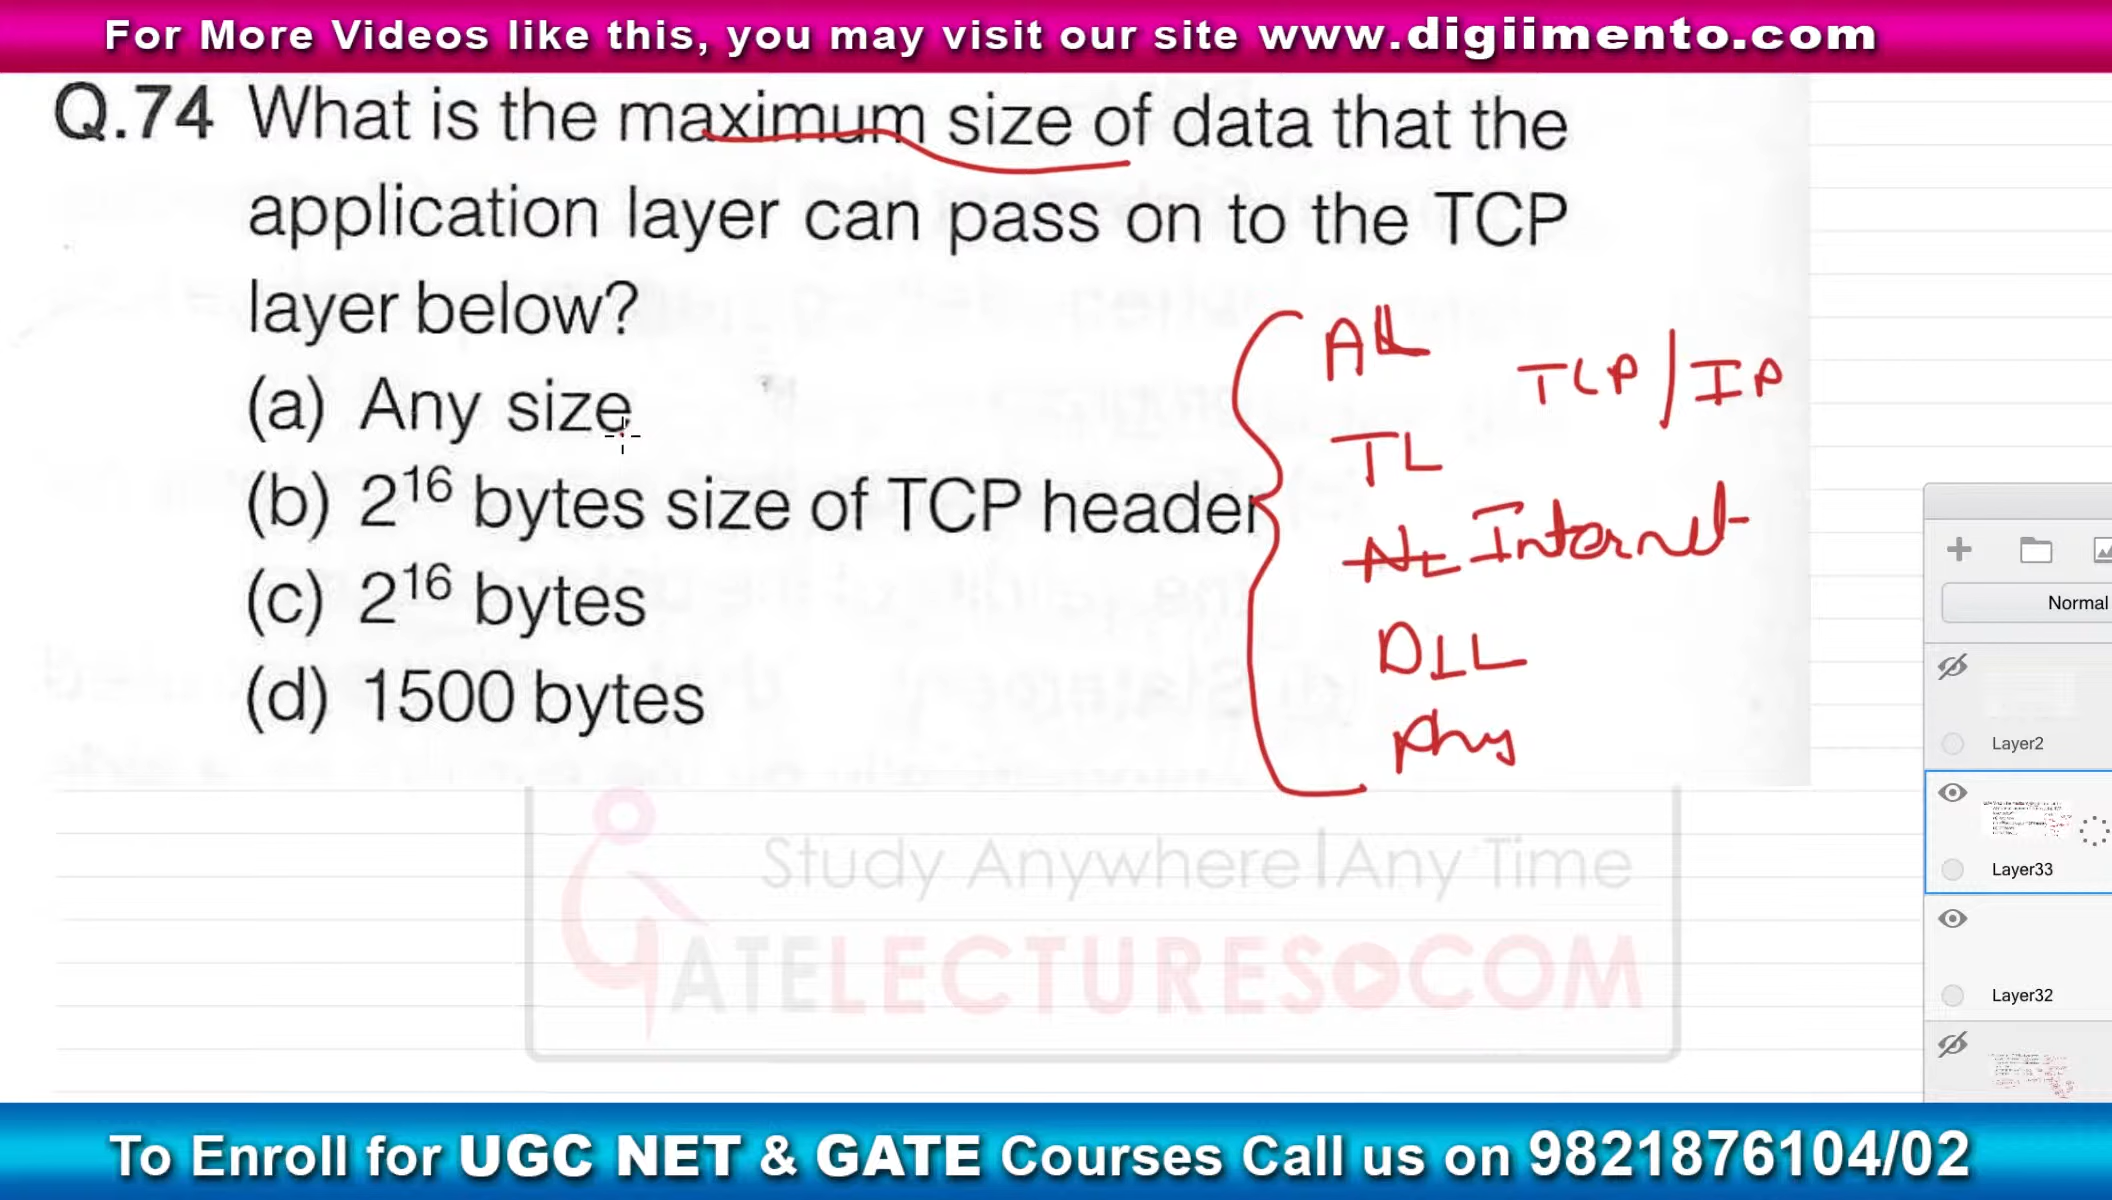 For More Videos like this, you may visit our site www.digiimento.com
Q.74 What is the maximum size of data that the
application layer can pass on to the TCP
layer below?
(a) Any size
(b) 2^16 bytes size of TCP header
(c) 2^16 bytes
(d) 1500 bytes
AL
TCP/IP
TL
NL Internet
DLL
Phy
Study Anywhere|Any Time
GATELECTURES.COM
Normal
Layer2
Layer33
Layer32
To Enroll for UGC NET & GATE Courses Call us on 9821876104/02